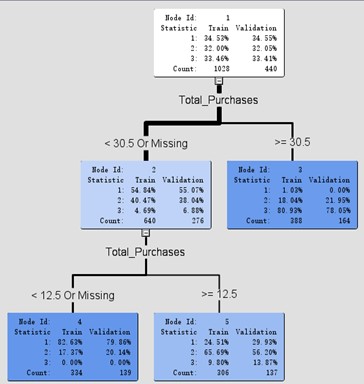 Node Id: 1
Statistic Train Validation
1: 34.53% 34.55%
2: 32.00% 32.05%
3: 33.46% 33.41%
Count: 1028 440
Total_Purchases
< 30.5 Or Missing
>= 30.5
Node Id: 2
Statistic Train Validation
1: 54.84% 55.07%
2: 40.47% 38.04%
3: 4.69% 6.88%
Count: 640 276
Node Id: 3
Statistic Train Validation
1: 1.03% 0.00%
2: 18.04% 21.95%
3: 80.93% 78.05%
Count: 388 164
Total_Purchases
< 12.5 Or Missing
>= 12.5
Node Id: 4
Statistic Train Validation
1: 82.63% 79.86%
2: 17.37% 20.14%
3: 0.00% 0.00%
Count: 334 139
Node Id: 5
Statistic Train Validation
1: 24.51% 29.93%
2: 65.69% 56.20%
3: 9.80% 13.87%
Count: 306 137